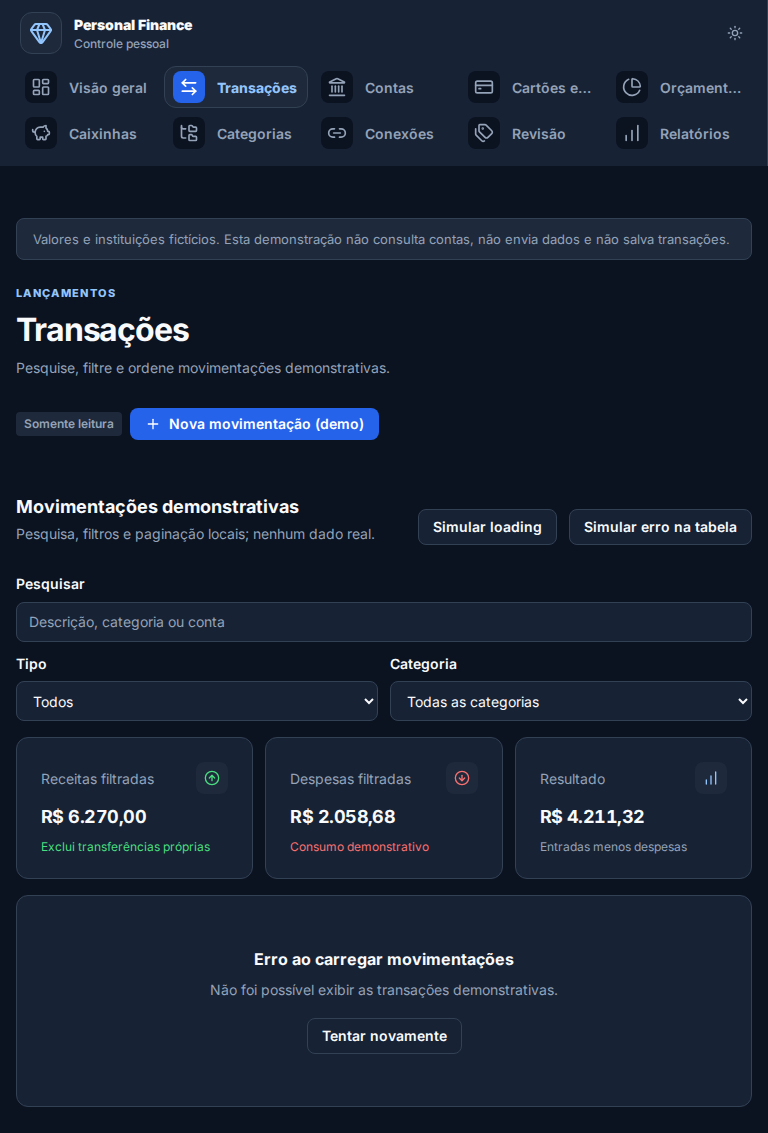 Personal Finance
Controle pessoal
Visão geral
Transações
Contas
Cartões e...
Orçament...
Caixinhas
Categorias
Conexões
Revisão
Relatórios
Valores e instituições fictícios. Esta demonstração não consulta contas, não envia dados e não salva transações.
LANÇAMENTOS
Transações
Pesquise, filtre e ordene movimentações demonstrativas.
Somente leitura
Nova movimentação (demo)
Movimentações demonstrativas
Pesquisa, filtros e paginação locais; nenhum dado real.
Simular loading
Simular erro na tabela
Pesquisar
Descrição, categoria ou conta
Tipo
Categoria
Todos
Todas as categorias
Receitas filtradas
R$ 6.270,00
Exclui transferências próprias
Despesas filtradas
R$ 2.058,68
Consumo demonstrativo
Resultado
R$ 4.211,32
Entradas menos despesas
Erro ao carregar movimentações
Não foi possível exibir as transações demonstrativas.
Tentar novamente